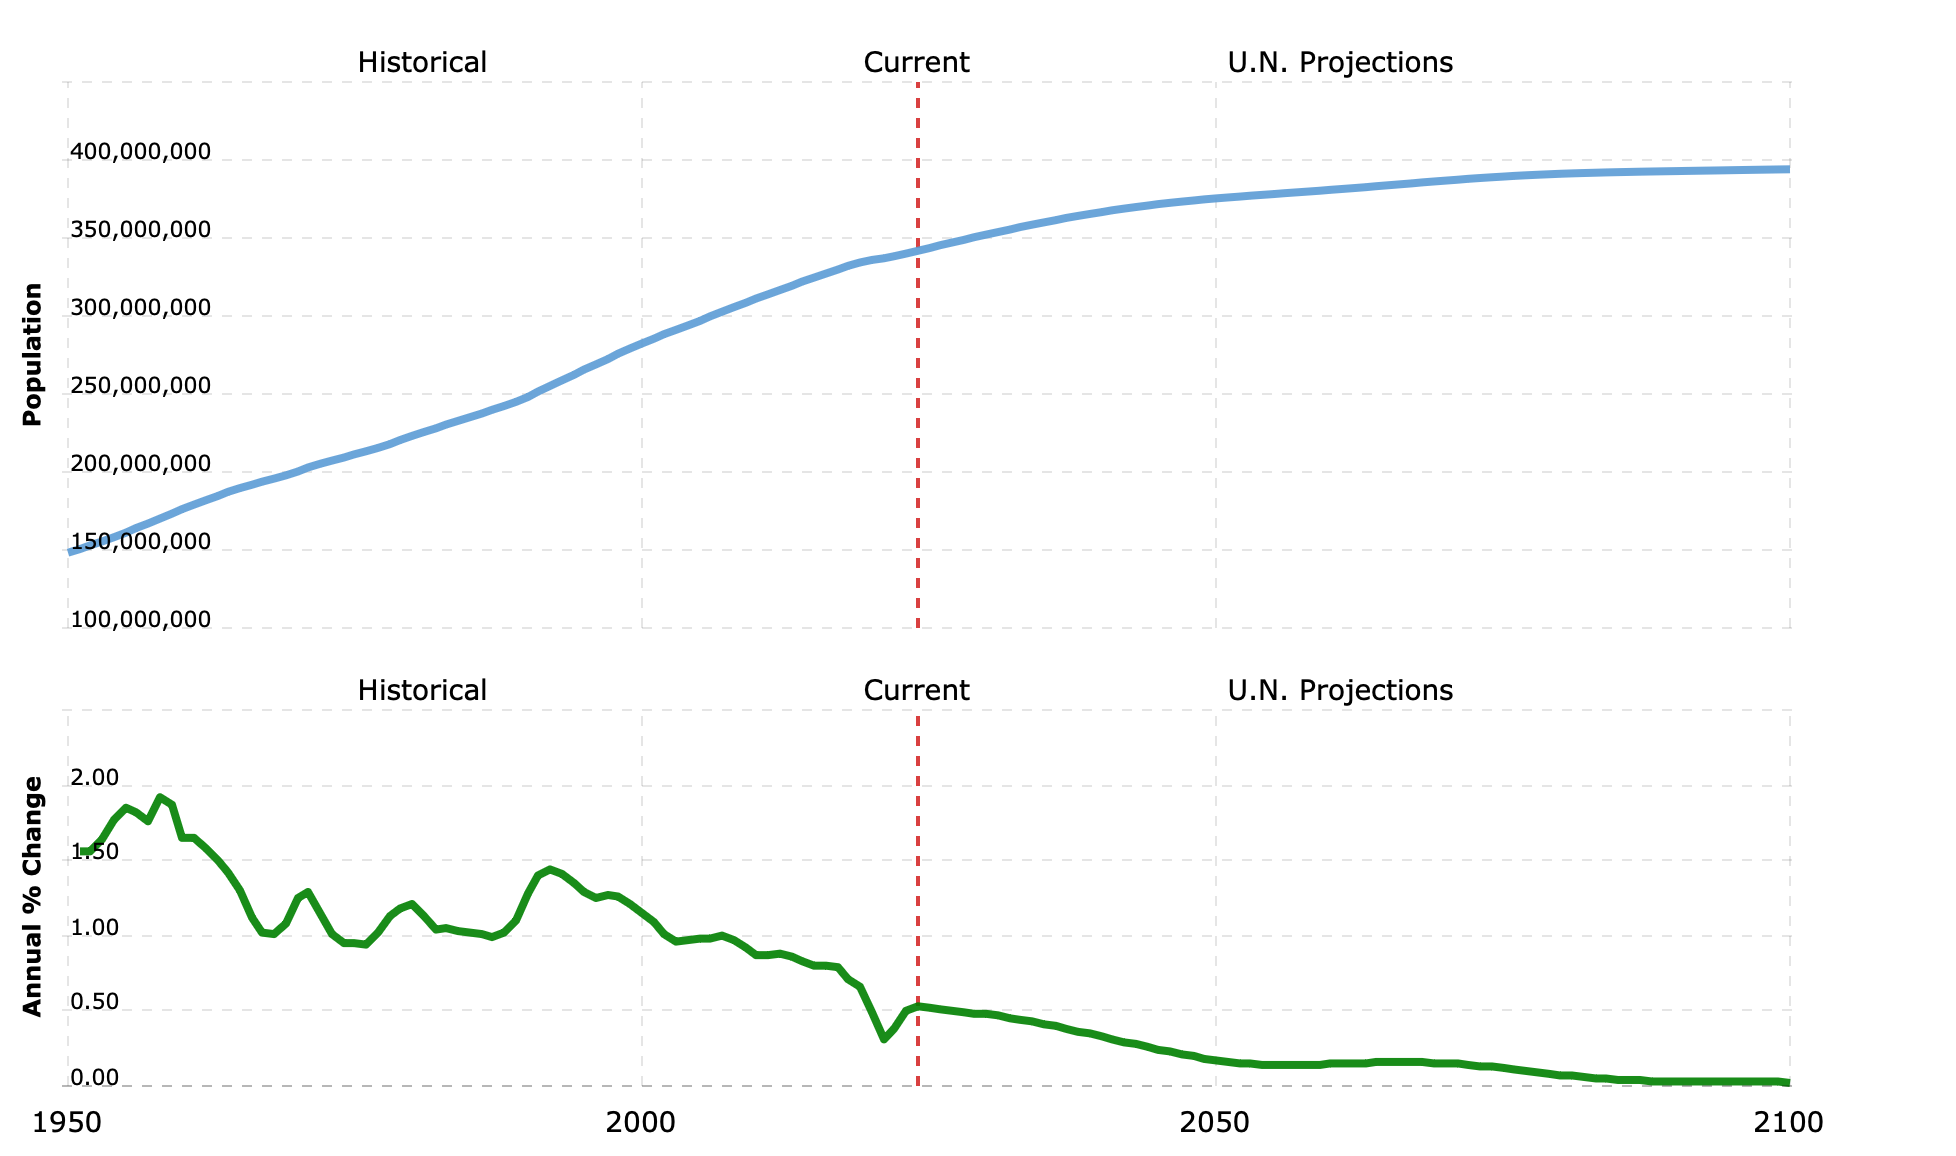 Historical
Current
U.N. Projections
400,000,000
350,000,000
300,000,000
250,000,000
200,000,000
150,000,000
100,000,000
Population
Historical
Current
U.N. Projections
2.00
1.50
1.00
0.50
0.00
Annual % Change
1950
2000
2050
2100